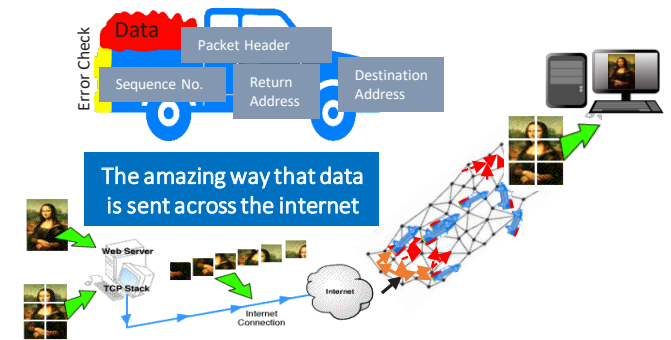 Data
Error Check
Packet Header
Sequence No.
Return
Address
Destination
Address
The amazing way that data
is sent across the internet
Web Server
TCP Stack
Internet
Connection
Internet